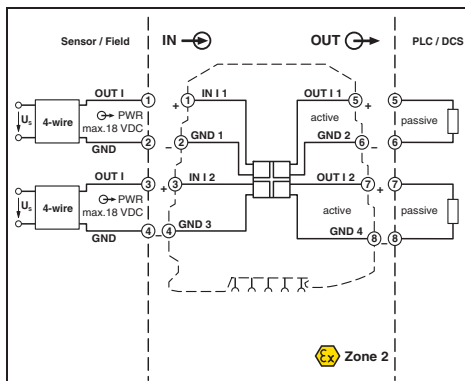 Sensor / Field IN OUT PLC / DCS
OUT I 1 1 IN I 1 OUT I 1 5 5
+ +
Us 4-wire PWR active passive
max.18 VDC
GND 2 – 2 GND 1 GND 2 6 – 6
OUT I 3 + 3 IN I 2 OUT I 2 7 + 7
Us 4-wire PWR active passive
max.18 VDC
GND 4 – 4 GND 3 GND 4 8 – 8
Ex Zone 2